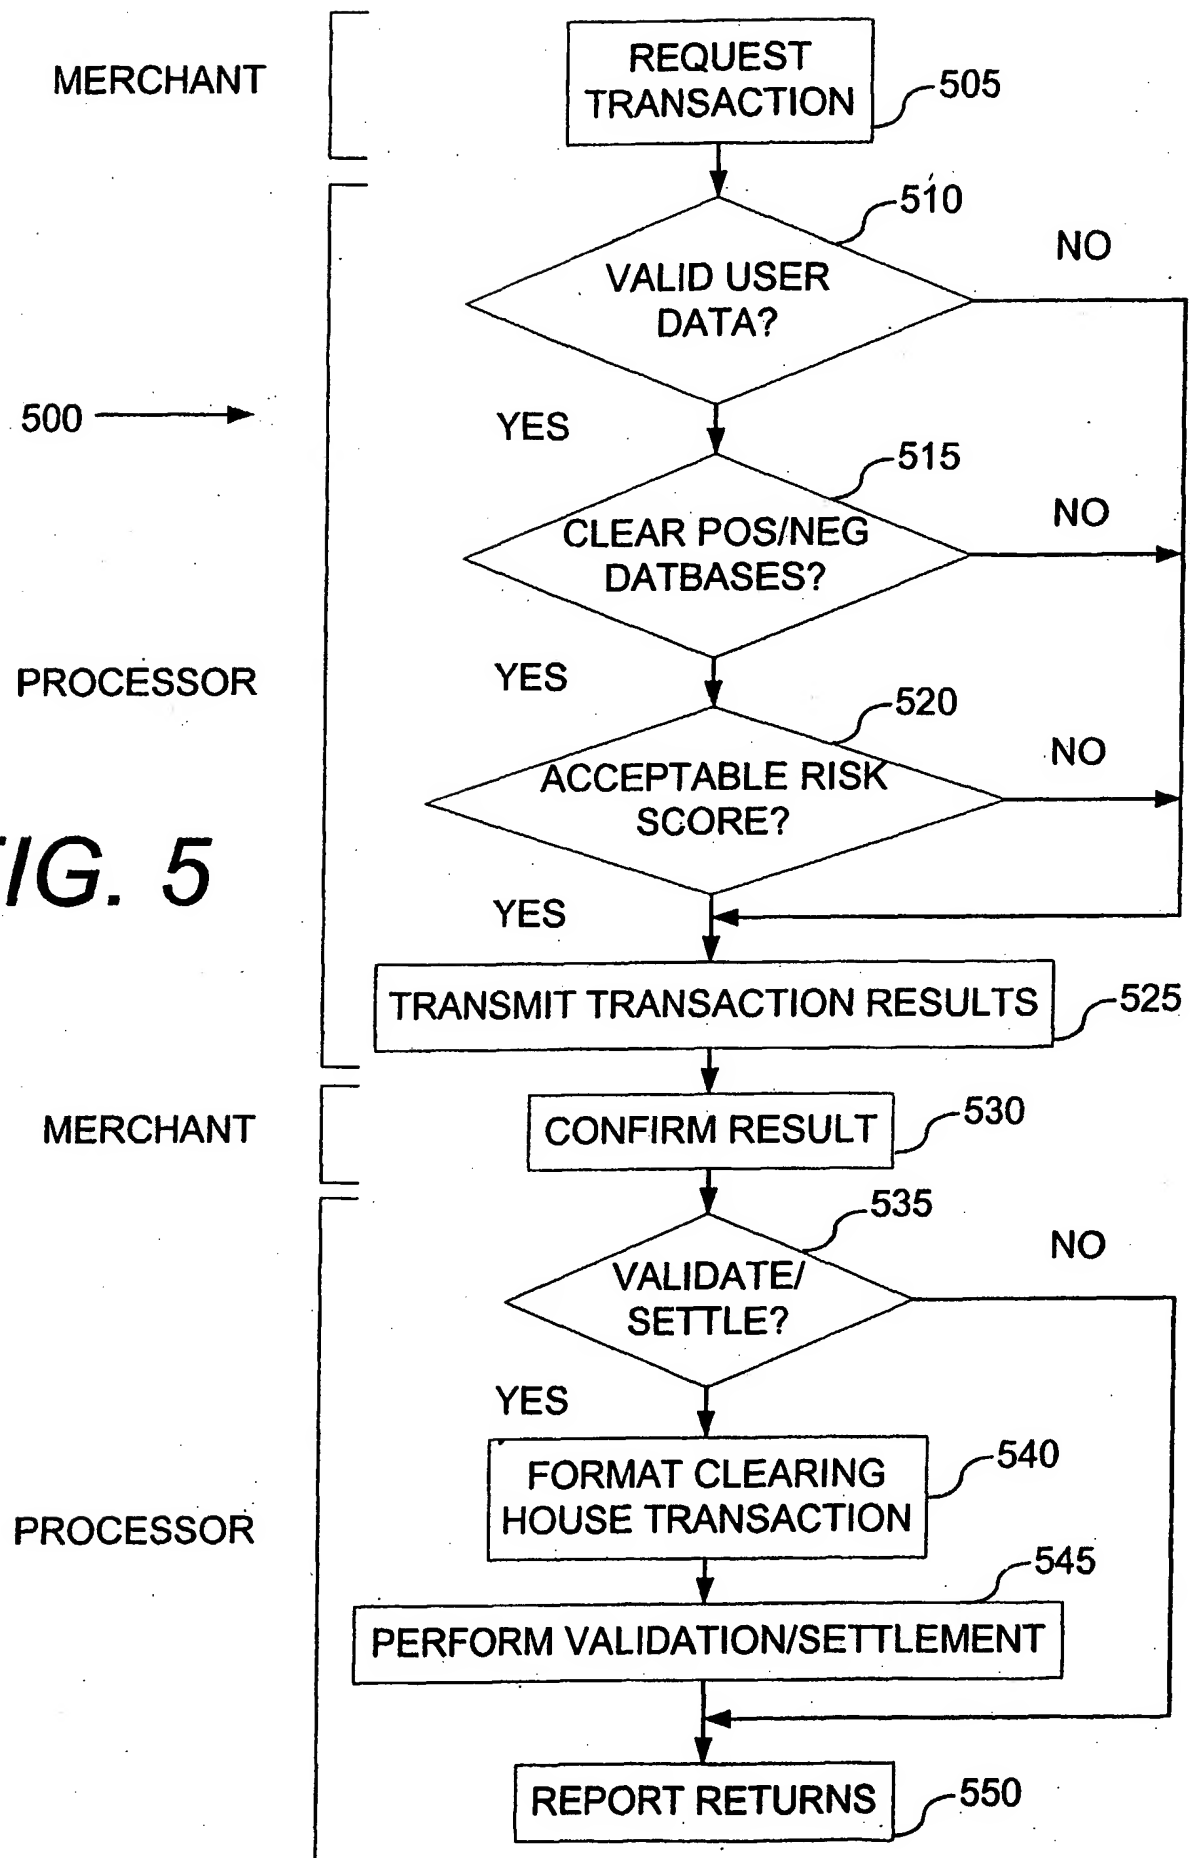 MERCHANT
REQUEST
TRANSACTION
505
510
NO
VALID USER
DATA?
500
YES
515
NO
CLEAR POS/NEG
DATBASES?
PROCESSOR
YES
520
NO
ACCEPTABLE RISK
SCORE?
FIG. 5
YES
TRANSMIT TRANSACTION RESULTS
525
MERCHANT
CONFIRM RESULT
530
535
NO
VALIDATE/
SETTLE?
YES
FORMAT CLEARING
HOUSE TRANSACTION
540
PROCESSOR
545
PERFORM VALIDATION/SETTLEMENT
REPORT RETURNS
550